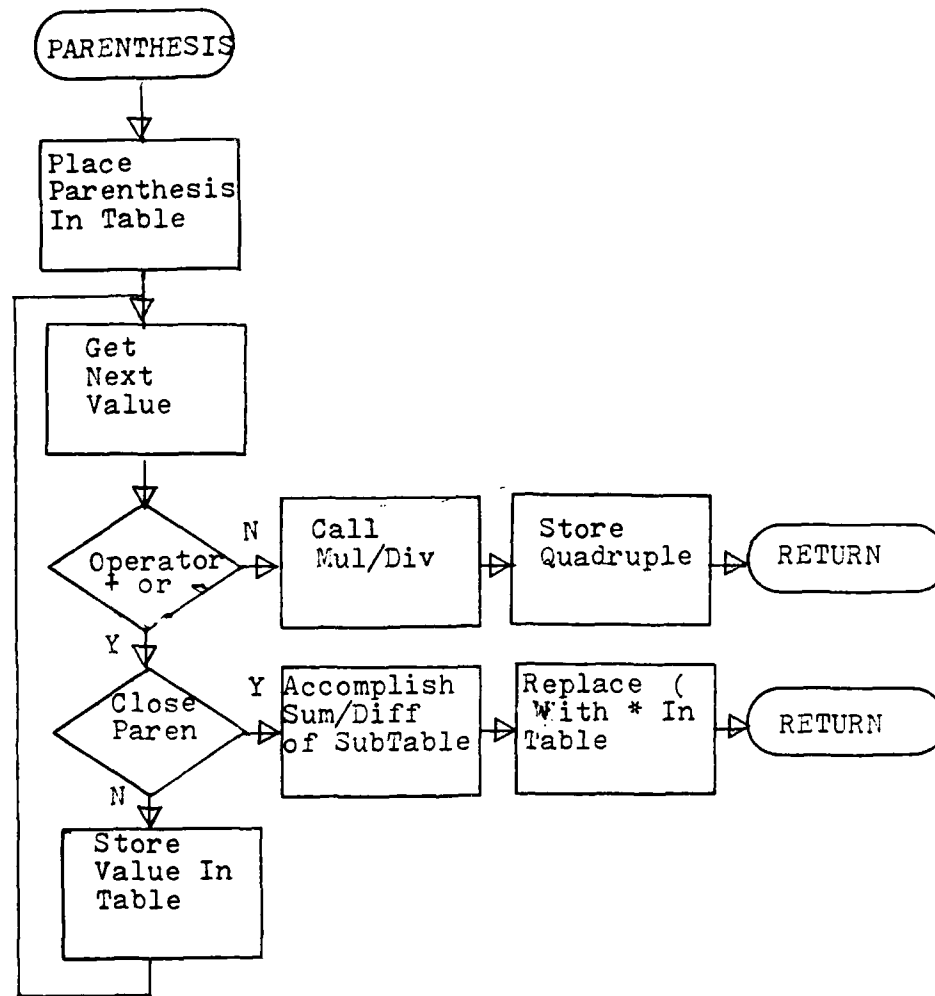 PARENTHESIS
Place
Parenthesis
In Table
Get
Next
Value
Operator
+ or
N
Call
Mul/Div
Store
Quadruple
RETURN
Y
Close
Paren
Y
Accomplish
Sum/Diff
of SubTable
Replace (
With * In
Table
RETURN
N
Store
Value In
Table